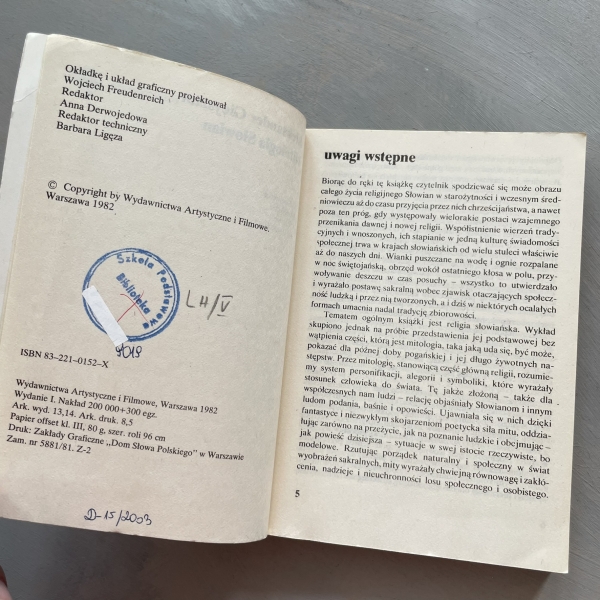 Okładkę i układ graficzny projektował
Wojciech Freudenreich
Redaktor
Anna Derwojedowa
Redaktor techniczny
Barbara Ligęza
© Copyright by Wydawnictwa Artystyczne i Filmowe,
Warszawa 1982
Szkoła Podstawowa
Biblioteka
LH/V
9019
ISBN 83-221-0152-X
Wydawnictwa Artystyczne i Filmowe, Warszawa 1982
Wydanie I. Nakład 200 000+300 egz.
Ark. wyd. 13,14. Ark. druk. 8,5
Papier offset kl. III, 80 g, szer. roli 96 cm
Druk: Zakłady Graficzne „Dom Słowa Polskiego" w Warszawie
Zam. nr 5881/81. Z-2
D-15/2003
uwagi wstępne
Biorąc do ręki tę książkę czytelnik spodziewać się może obrazu
całego życia religijnego Słowian w starożytności i wczesnym śred-
niowieczu aż do czasu przyjęcia przez nich chrześcijaństwa, a nawet
poza ten próg, gdy występowały wielorakie postaci wzajemnego
przenikania dawnej i nowej religii. Współistnienie wierzeń trady-
cyjnych i wnoszonych, ich stapianie w jedną kulturę świadomości
społecznej trwa w krajach słowiańskich od wielu stuleci właściwie
aż do naszych dni. Wianki puszczane na wodę i ognie rozpalane
w noc świętojańską, obrzęd wokół ostatniego kłosa w polu, przy-
woływanie deszczu w czas posuchy – wszystko to utwierdzało
i wyrażało postawę sakralną wobec zjawisk otaczających społecz-
ność ludzką i przez nią tworzonych, a i dziś w niektórych ocalałych
formach umacnia nadal tradycję zbiorowości.
Tematem ogólnym książki jest religia słowiańska. Wykład
skupiono jednak na próbie przedstawienia jej podstawowej bez
wątpienia części, którą jest mitologia, taka jaką uda się, być może,
pokazać dla późnej doby pogańskiej i jej długo żywotnych na-
stępstw. Przez mitologię, stanowiącą część główną religii, rozumie-
my system personifikacji, alegorii i symboliki, które wyrażały
stosunek człowieka do świata. Tę jakże złożoną – także dla
współczesnych nam ludzi – relację objaśniały Słowianom i innym
ludom podania, baśnie i opowieści. Ujawniała się w nich dzięki
fantastyce i niezwykłym skojarzeniom poetycka siła mitu, oddzia-
łując zarówno na przeżycie, jak na poznanie ludzkie i obejmując –
jak powieść dzisiejsza – sytuacje w swej istocie rzeczywiste, bo
modelowe. Rzutując porządek naturalny i społeczny w świat
wyobrażeń sakralnych, mity wyrażały chwiejną równowagę i zakłó-
cenia, nadzieje i nieuchronności losu społecznego i osobistego.
5